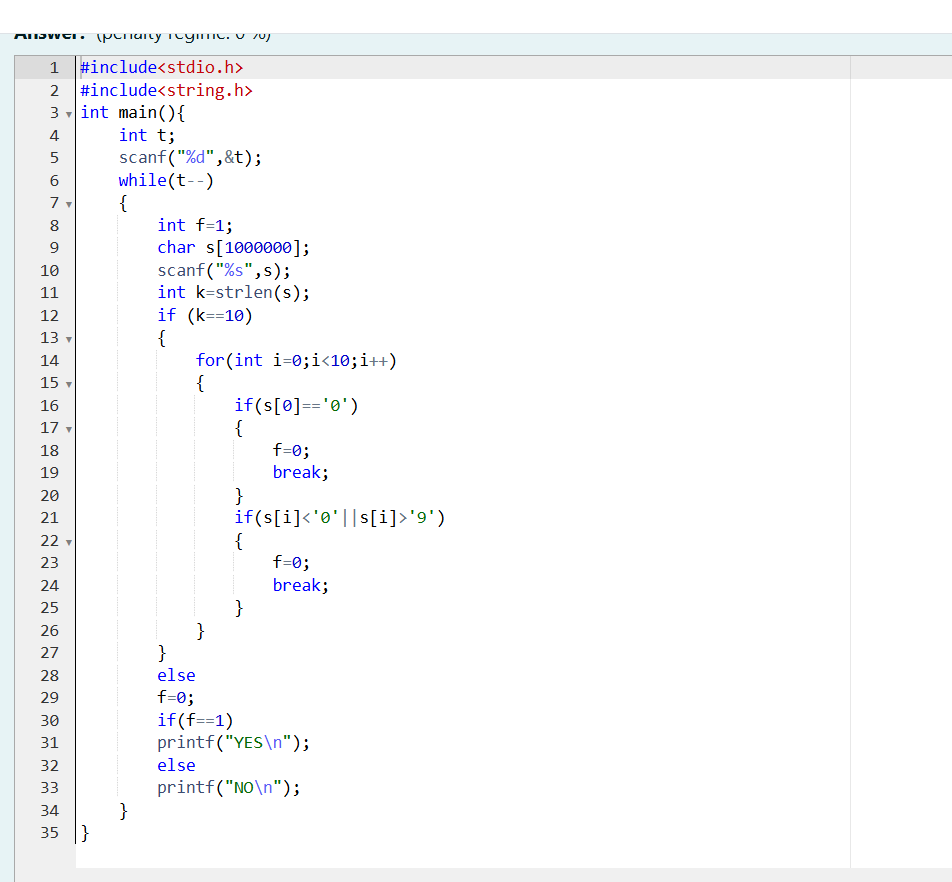 Answer: (penalty regime: 0 %)
1 #include<stdio.h>
2 #include<string.h>
3 int main(){
4     int t;
5     scanf("%d",&t);
6     while(t--)
7     {
8         int f=1;
9         char s[1000000];
10         scanf("%s",s);
11         int k=strlen(s);
12         if (k==10)
13         {
14             for(int i=0;i<10;i++)
15             {
16                 if(s[0]=='0')
17                 {
18                     f=0;
19                     break;
20                 }
21                 if(s[i]<'0'||s[i]>'9')
22                 {
23                     f=0;
24                     break;
25                 }
26             }
27         }
28         else
29         f=0;
30         if(f==1)
31         printf("YES\n");
32         else
33         printf("NO\n");
34     }
35 }